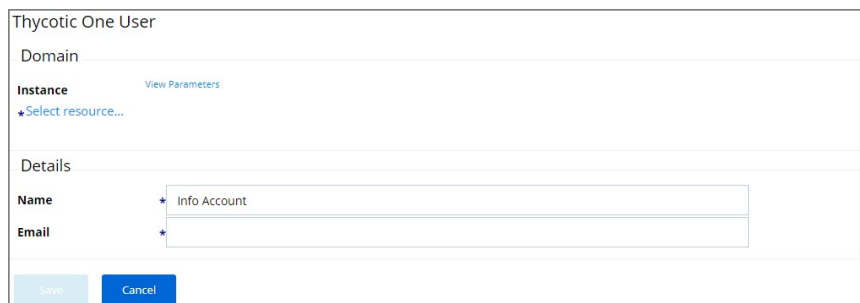 Thycotic One User
Domain
Instance View Parameters
*Select resource...
Details
Name * Info Account
Email *
Save Cancel